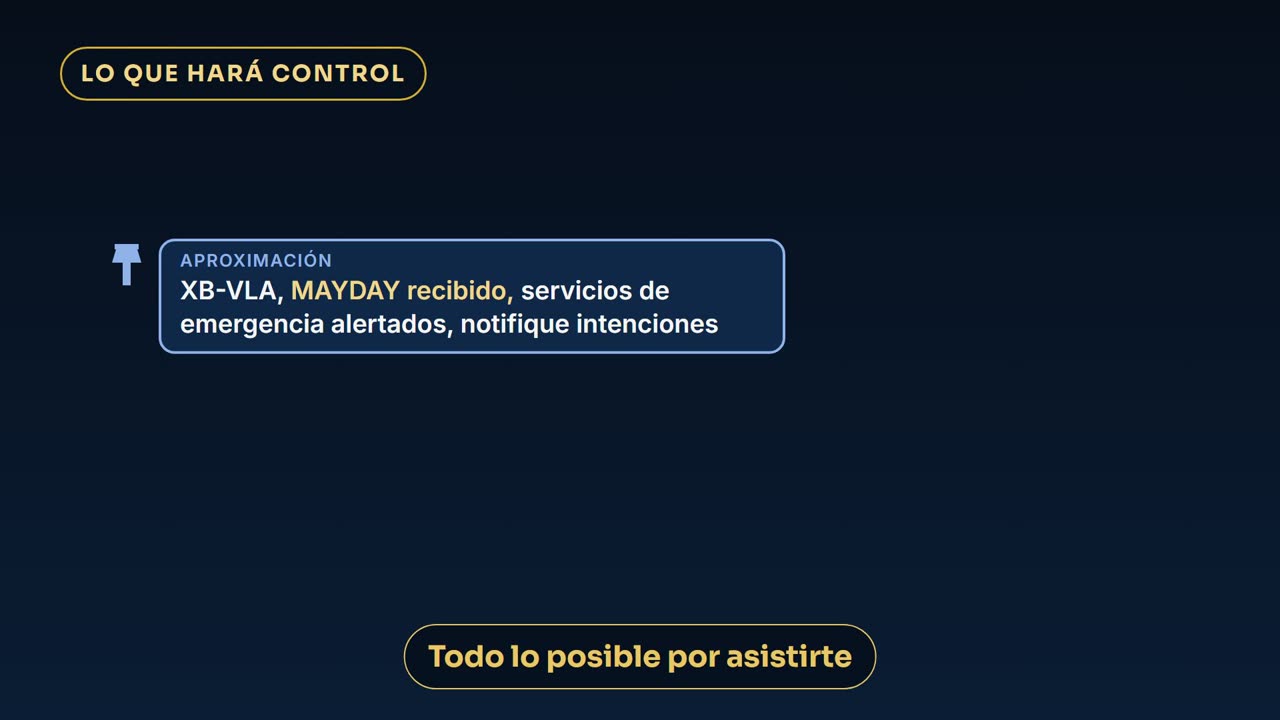 LO QUE HARÁ CONTROL
APROXIMACIÓN
XB-VLA, MAYDAY recibido, servicios de
emergencia alertados, notifique intenciones
Todo lo posible por asistirte